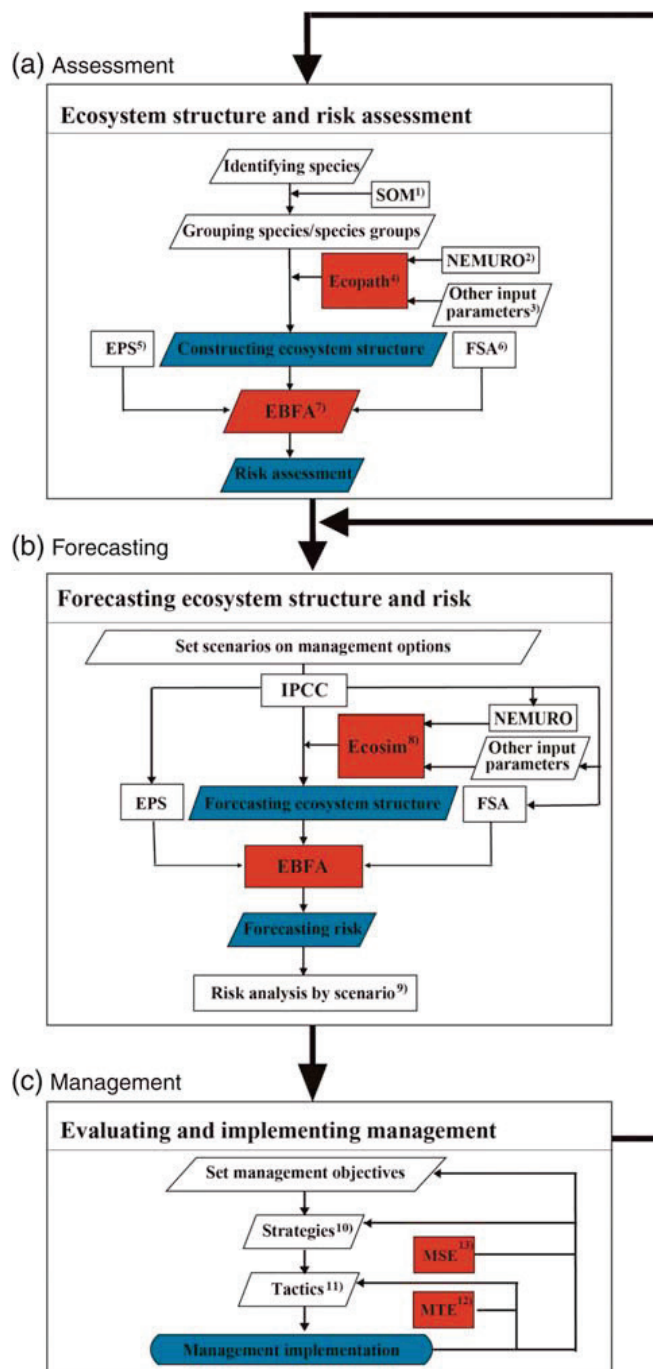 (a) Assessment
Ecosystem structure and risk assessment
Identifying species
SOM1)
Grouping species/species groups
NEMURO2)
Ecopath4)
Other input
parameters3)
EPS5)
Constructing ecosystem structure
FSA6)
EBFA7)
Risk assessment
(b) Forecasting
Forecasting ecosystem structure and risk
Set scenarios on management options
IPCC
NEMURO
Ecosim8)
Other input
parameters
EPS
Forecasting ecosystem structure
FSA
EBFA
Forecasting risk
Risk analysis by scenario9)
(c) Management
Evaluating and implementing management
Set management objectives
Strategies10)
MSE13)
Tactics11)
MTE12)
Management implementation